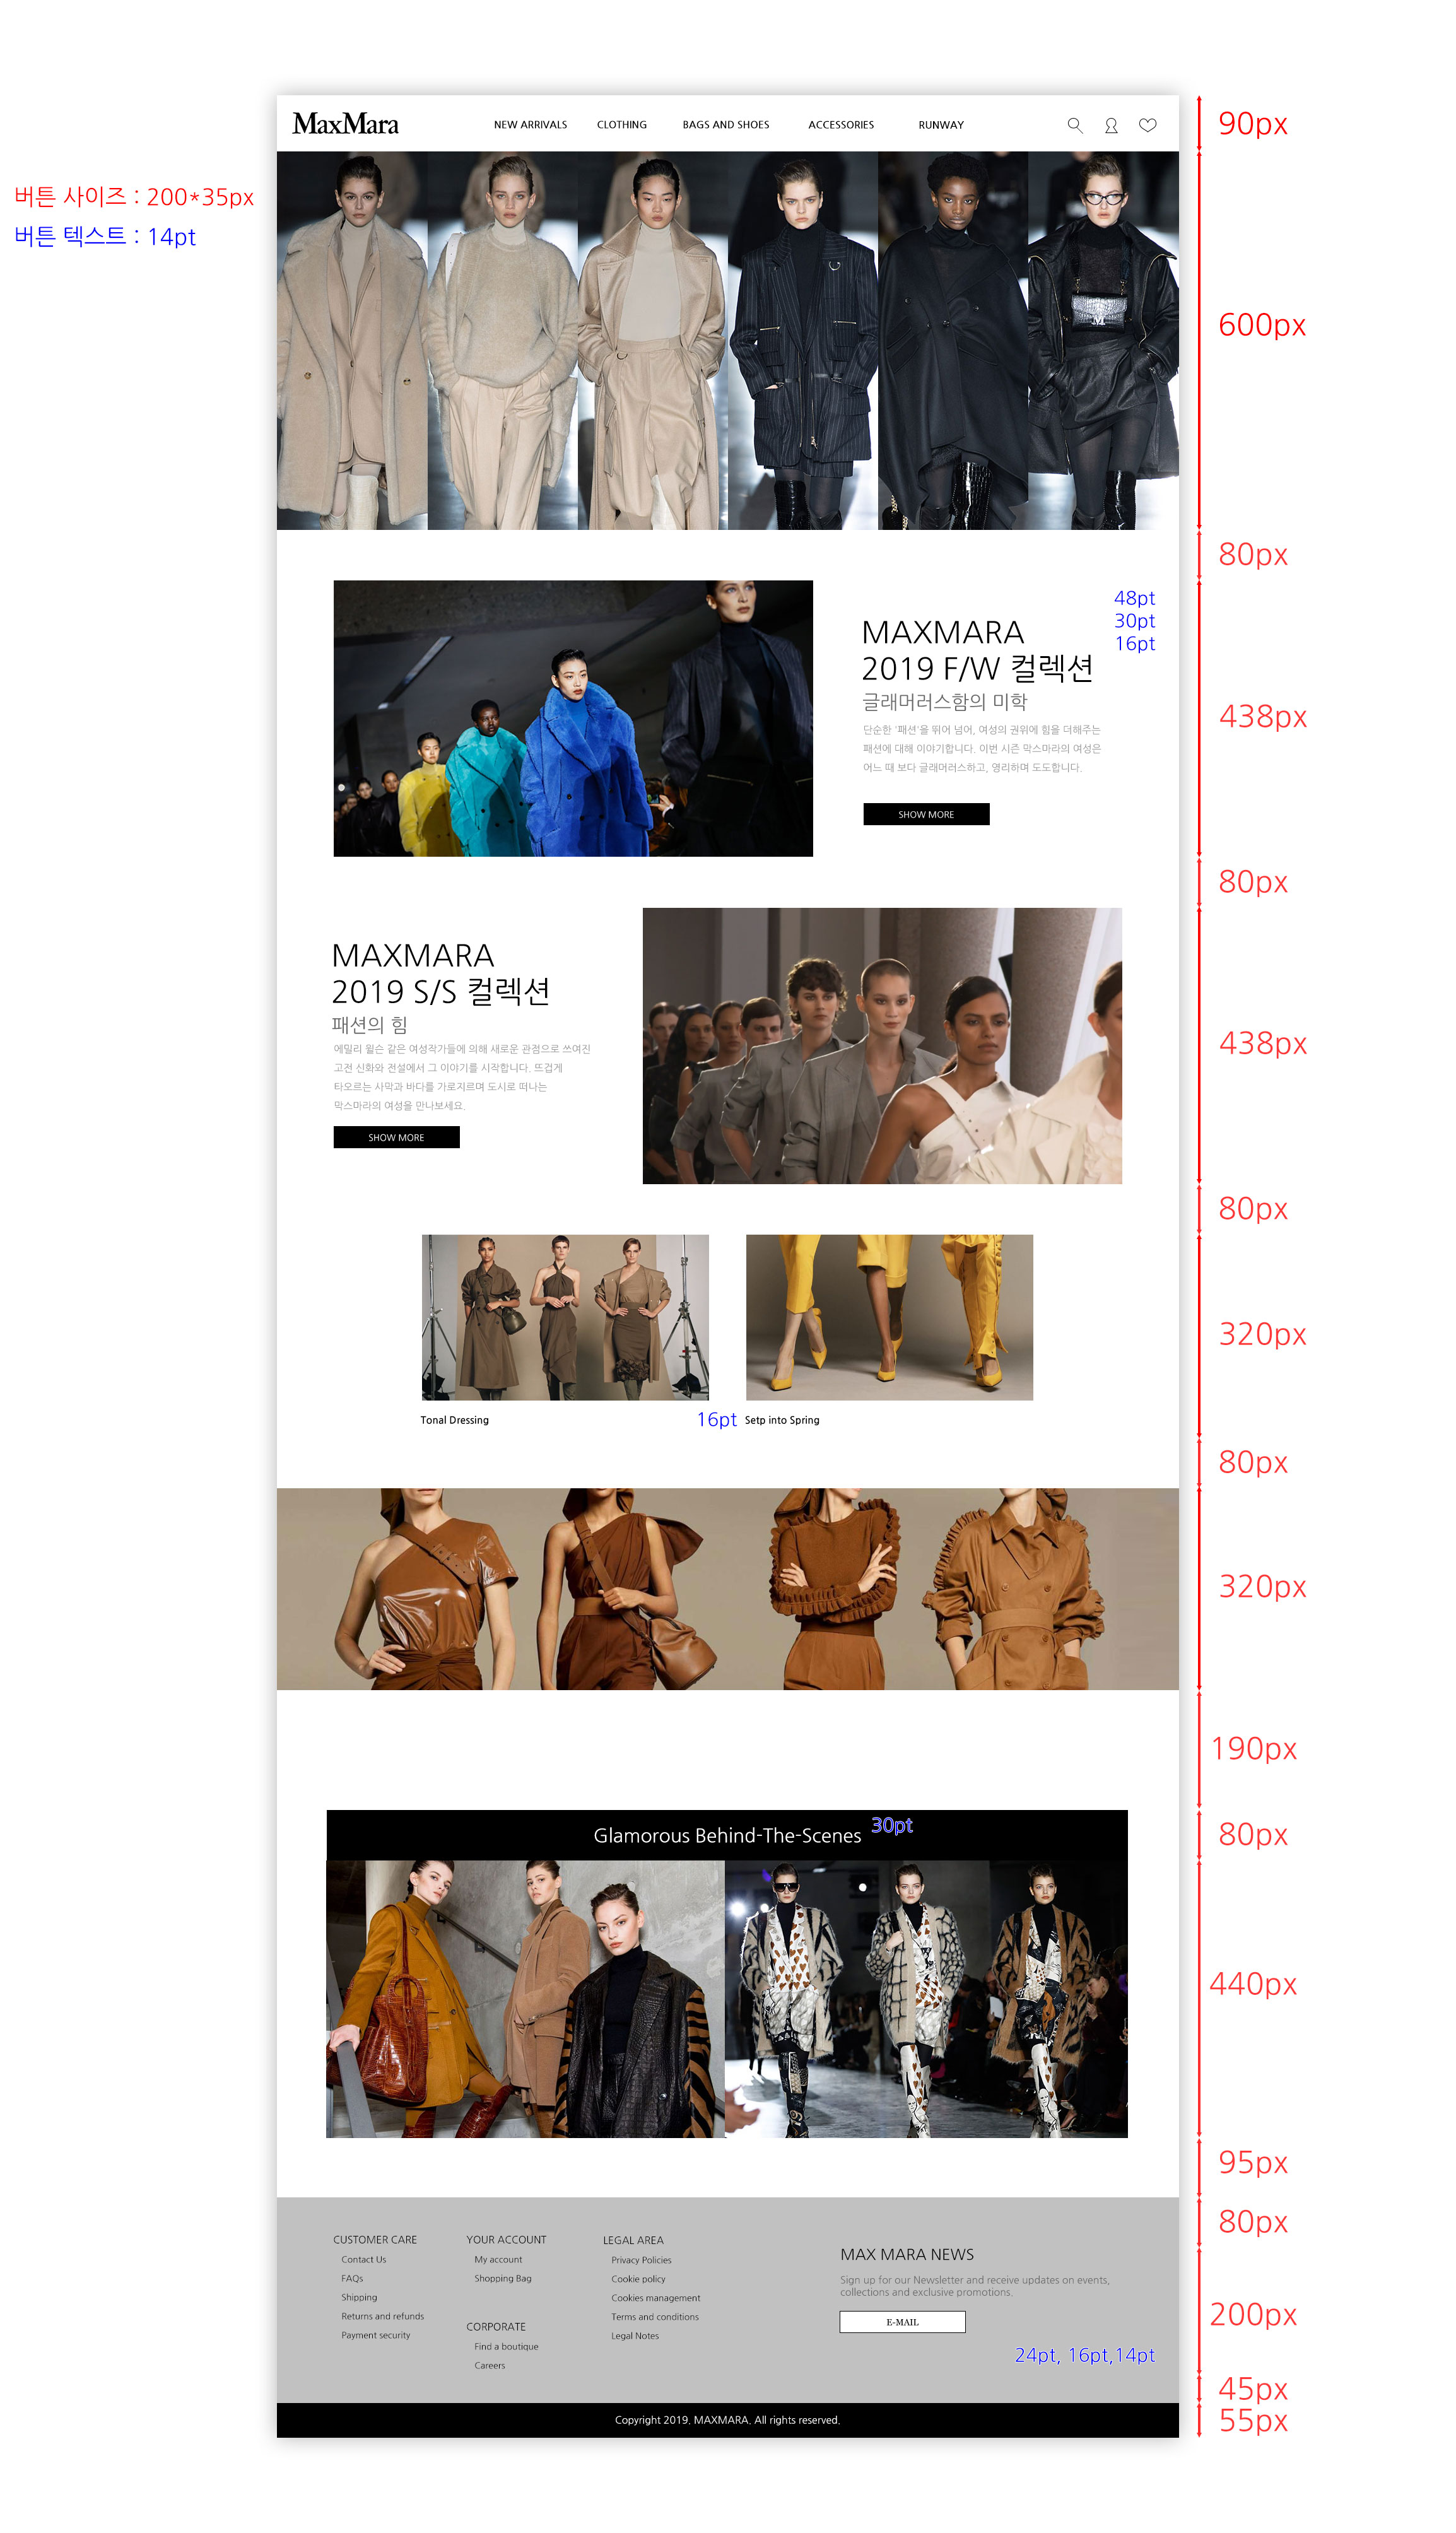 MaxMara
NEW ARRIVALS
CLOTHING
BAGS AND SHOES
ACCESSORIES
RUNWAY
90px
버튼 사이즈 : 200*35px
버튼 텍스트 : 14pt
600px
80px
48pt
30pt
16pt
MAXMARA
2019 F/W 컬렉션
글래머러스함의 미학
단순한 '패션'을 뛰어 넘어, 여성의 권위에 힘을 더해주는
패션에 대해 이야기합니다. 이번 시즌 막스마라의 여성은
어느 때 보다 글래머러스하고, 영리하며 도도합니다.
SHOW MORE
438px
80px
MAXMARA
2019 S/S 컬렉션
패션의 힘
에밀리 윌슨 같은 여성작가들에 의해 새로운 관점으로 쓰여진
고전 신화와 전설에서 그 이야기를 시작합니다. 뜨겁게
타오르는 사막과 바다를 가로지르며 도시로 떠나는
막스마라의 여성을 만나보세요.
SHOW MORE
438px
80px
320px
Tonal Dressing
16pt
Setp into Spring
80px
320px
190px
Glamorous Behind-The-Scenes
30pt
80px
440px
95px
80px
CUSTOMER CARE
Contact Us
FAQs
Shipping
Returns and refunds
Payment security
YOUR ACCOUNT
My account
Shopping Bag
CORPORATE
Find a boutique
Careers
LEGAL AREA
Privacy Policies
Cookie policy
Cookies management
Terms and conditions
Legal Notes
MAX MARA NEWS
Sign up for our Newsletter and receive updates on events,
collections and exclusive promotions.
E-MAIL
24pt, 16pt,14pt
200px
45px
Copyright 2019. MAXMARA. All rights reserved.
55px